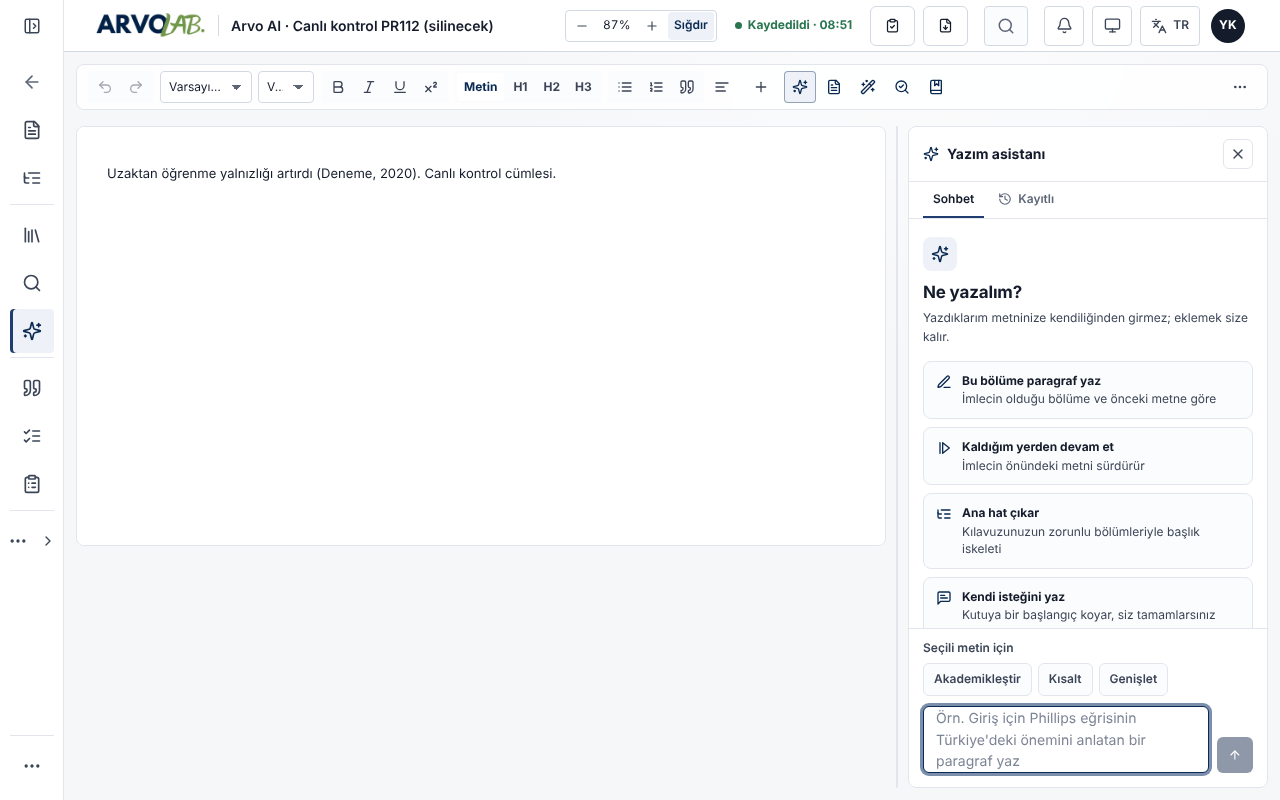 ARVOLAB.
Arvo AI · Canlı kontrol PR112 (silinecek)
87%
Sığdır
Kaydedildi · 08:51
TR
YK
Varsayı...
V..
B I U x²
Metin
H1
H2
H3
Uzaktan öğrenme yalnızlığı artırdı (Deneme, 2020). Canlı kontrol cümlesi.
Yazım asistanı
Sohbet
Kayıtlı
Ne yazalım?
Yazdıklarım metninize kendiliğinden girmez; eklemek size
kalır.
Bu bölüme paragraf yaz
İmlecin olduğu bölüme ve önceki metne göre
Kaldığım yerden devam et
İmlecin önündeki metni sürdürür
Ana hat çıkar
Kılavuzunuzun zorunlu bölümleriyle başlık
iskeleti
Kendi isteğini yaz
Kutuya bir başlangıç koyar, siz tamamlarsınız
Seçili metin için
Akademikleştir
Kısalt
Genişlet
Örn. Giriş için Phillips eğrisinin
Türkiye'deki önemini anlatan bir
paragraf yaz